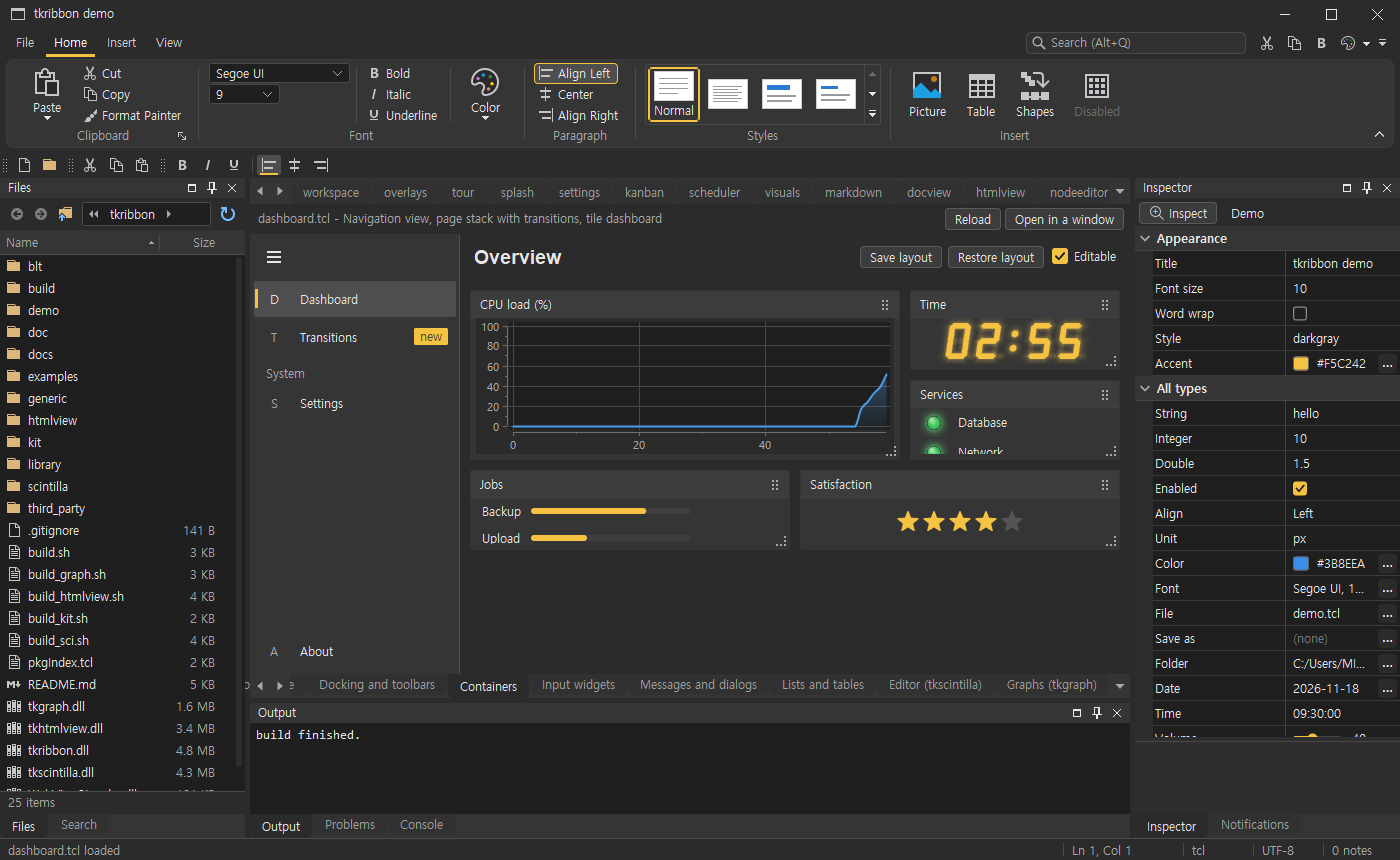 tkribbon demo
File Home Insert View
Search (Alt+Q)
B
Paste
Cut
Copy
Format Painter
Clipboard
Segoe UI
9
B Bold
I Italic
U Underline
Font
Color
Align Left
Center
Align Right
Paragraph
Normal
Styles
Picture
Table
Shapes
Disabled
Insert
B I U
Files
tkribbon
Name Size
blt
build
demo
doc
docs
examples
generic
htmlview
kit
library
scintilla
third_party
.gitignore 141 B
build.sh 3 KB
build_graph.sh 3 KB
build_htmlview.sh 4 KB
build_kit.sh 2 KB
build_sci.sh 4 KB
pkgIndex.tcl 2 KB
README.md 5 KB
tkgraph.dll 1.6 MB
tkhtmlview.dll 3.4 MB
tkribbon.dll 4.8 MB
tkscintilla.dll 4.3 MB
25 items
Files Search
workspace overlays tour splash settings kanban scheduler visuals markdown docview htmlview nodeeditor
dashboard.tcl - Navigation view, page stack with transitions, tile dashboard
Reload Open in a window
D Dashboard
T Transitions new
System
S Settings
A About
Overview
Save layout Restore layout Editable
CPU load (%)
100
80
60
40
20
0
0 20 40
Time
02:55
Services
Database
Network
Jobs
Backup
Upload
Satisfaction
Docking and toolbars Containers Input widgets Messages and dialogs Lists and tables Editor (tkscintilla) Graphs (tkgraph)
Output
build finished.
Output Problems Console
Inspector
Inspect Demo
Appearance
Title tkribbon demo
Font size 10
Word wrap
Style darkgray
Accent #F5C242 ...
All types
String hello
Integer 10
Double 1.5
Enabled
Align Left
Unit px
Color #3B8EEA ...
Font Segoe UI, 1... ...
File demo.tcl ...
Save as (none) ...
Folder C:/Users/MI... ...
Date 2026-11-18 ...
Time 09:30:00
Inspector Notifications
dashboard.tcl loaded
Ln 1, Col 1 tcl UTF-8 0 notes